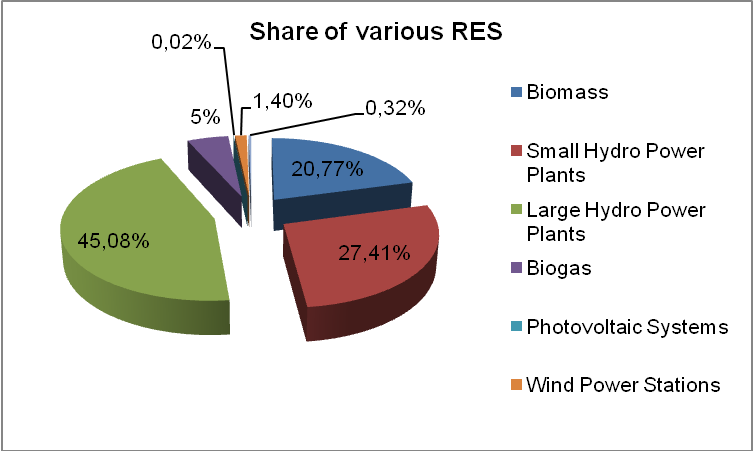 Share of various RES
0,02%
1,40%
0,32%
5%
20,77%
45,08%
27,41%
Biomass
Small Hydro Power
Plants
Large Hydro Power
Plants
Biogas
Photovoltaic Systems
Wind Power Stations